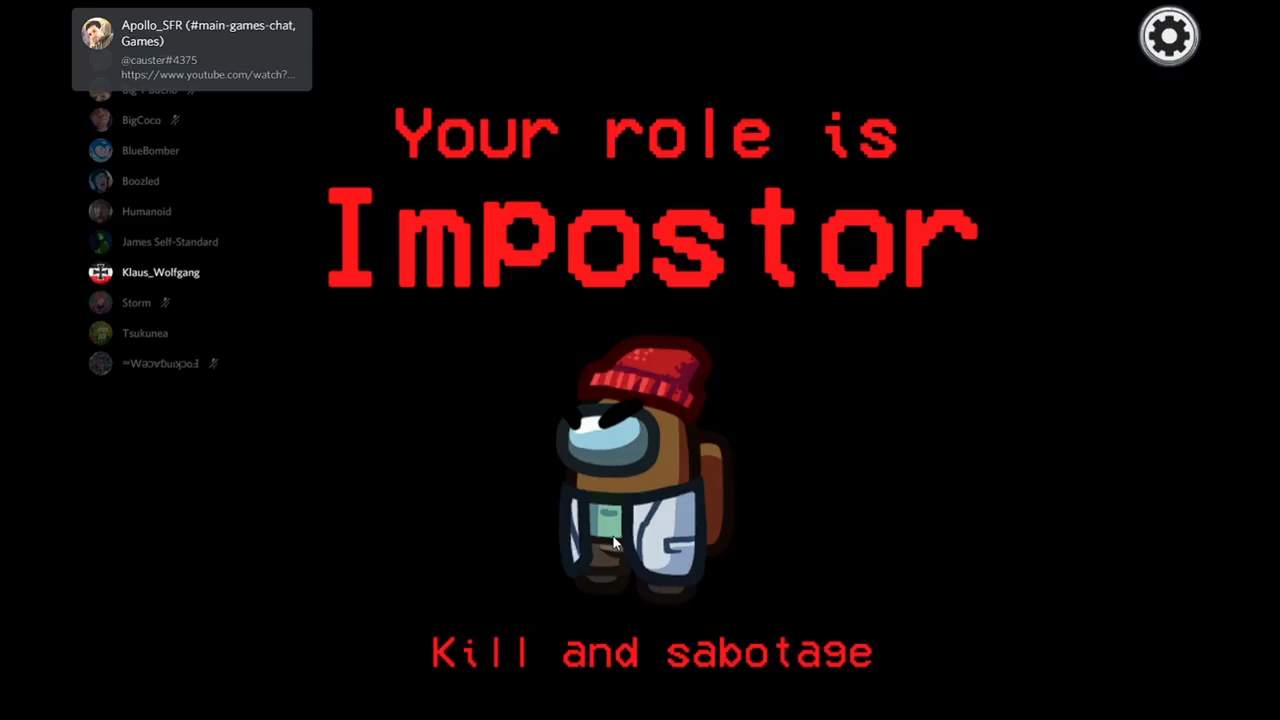 Apollo_SFR (#main-games-chat,
Games)
@causter#4375
https://www.youtube.com/watch?...
BigCoco
BlueBomber
Boozled
Humanoid
James Self-Standard
Klaus_Wolfgang
Storm
Tsukunea
Your role is
Impostor
Kill and sabotage